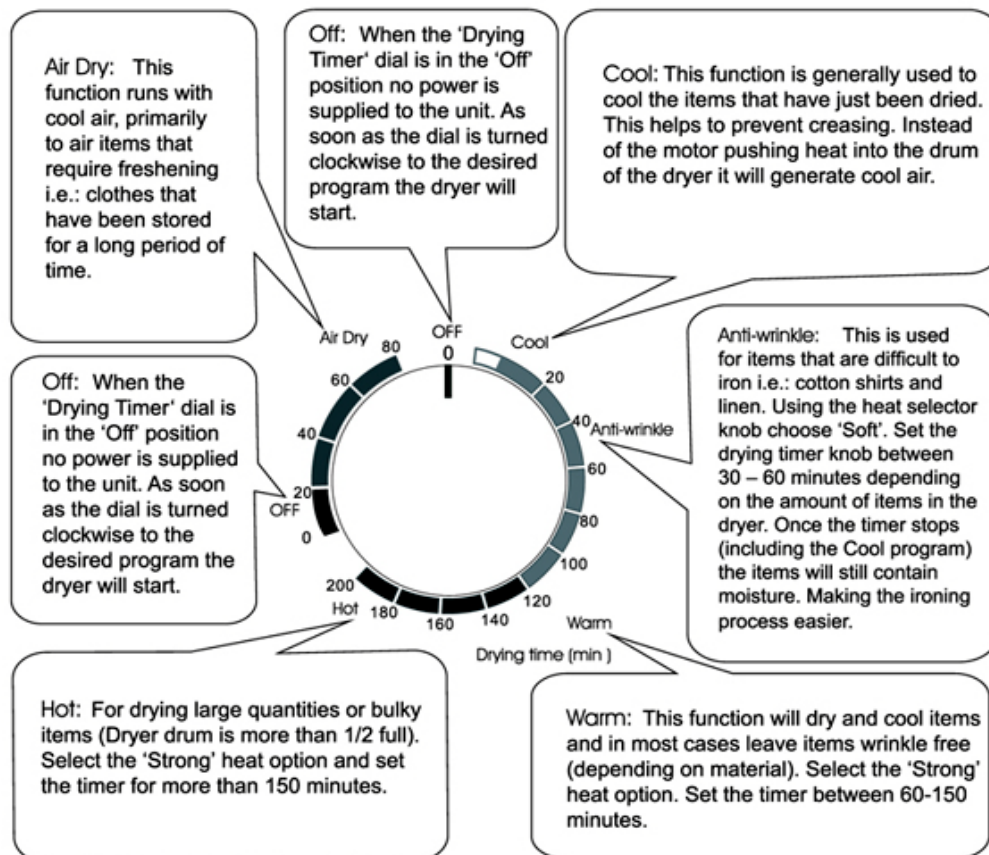 Air Dry: This
function runs with
cool air, primarily
to air items that
require freshening
i.e.: clothes that
have been stored
for a long period of
time.
Off: When the ‘Drying
Timer‘ dial is in the ‘Off’
position no power is
supplied to the unit. As
soon as the dial is turned
clockwise to the desired
program the dryer will
start.
Cool: This function is generally used to
cool the items that have just been dried.
This helps to prevent creasing. Instead
of the motor pushing heat into the drum
of the dryer it will generate cool air.
Off: When the
‘Drying Timer‘ dial is
in the ‘Off’ position
no power is supplied
to the unit. As soon
as the dial is turned
clockwise to the
desired program the
dryer will start.
OFF
0
Cool
20
40
Anti-wrinkle
60
80
100
120
Warm
140
160
180
200
Hot
Drying time (min )
Air Dry
80
60
40
20
OFF
0
Anti-wrinkle: This is used
for items that are difficult to
iron i.e.: cotton shirts and
linen. Using the heat selector
knob choose ‘Soft’. Set the
drying timer knob between
30 – 60 minutes depending
on the amount of items in the
dryer. Once the timer stops
(including the Cool program)
the items will still contain
moisture. Making the ironing
process easier.
Hot: For drying large quantities or bulky
items (Dryer drum is more than 1/2 full).
Select the ‘Strong’ heat option and set
the timer for more than 150 minutes.
Warm: This function will dry and cool items
and in most cases leave items wrinkle free
(depending on material). Select the ‘Strong’
heat option. Set the timer between 60-150
minutes.